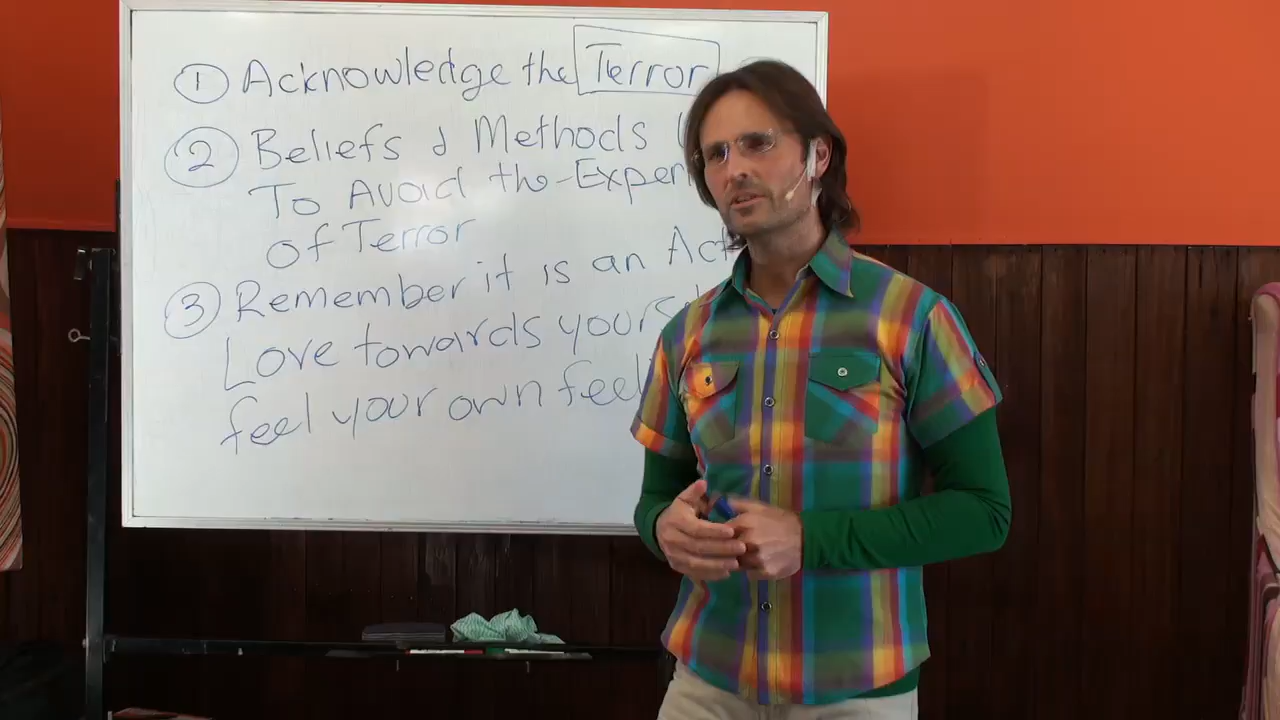 1 Acknowledge the Terror
2 Beliefs & Methods
To Avoid the Exper
of Terror
3 Remember it is an Act
Love towards yourse
feel your own feel